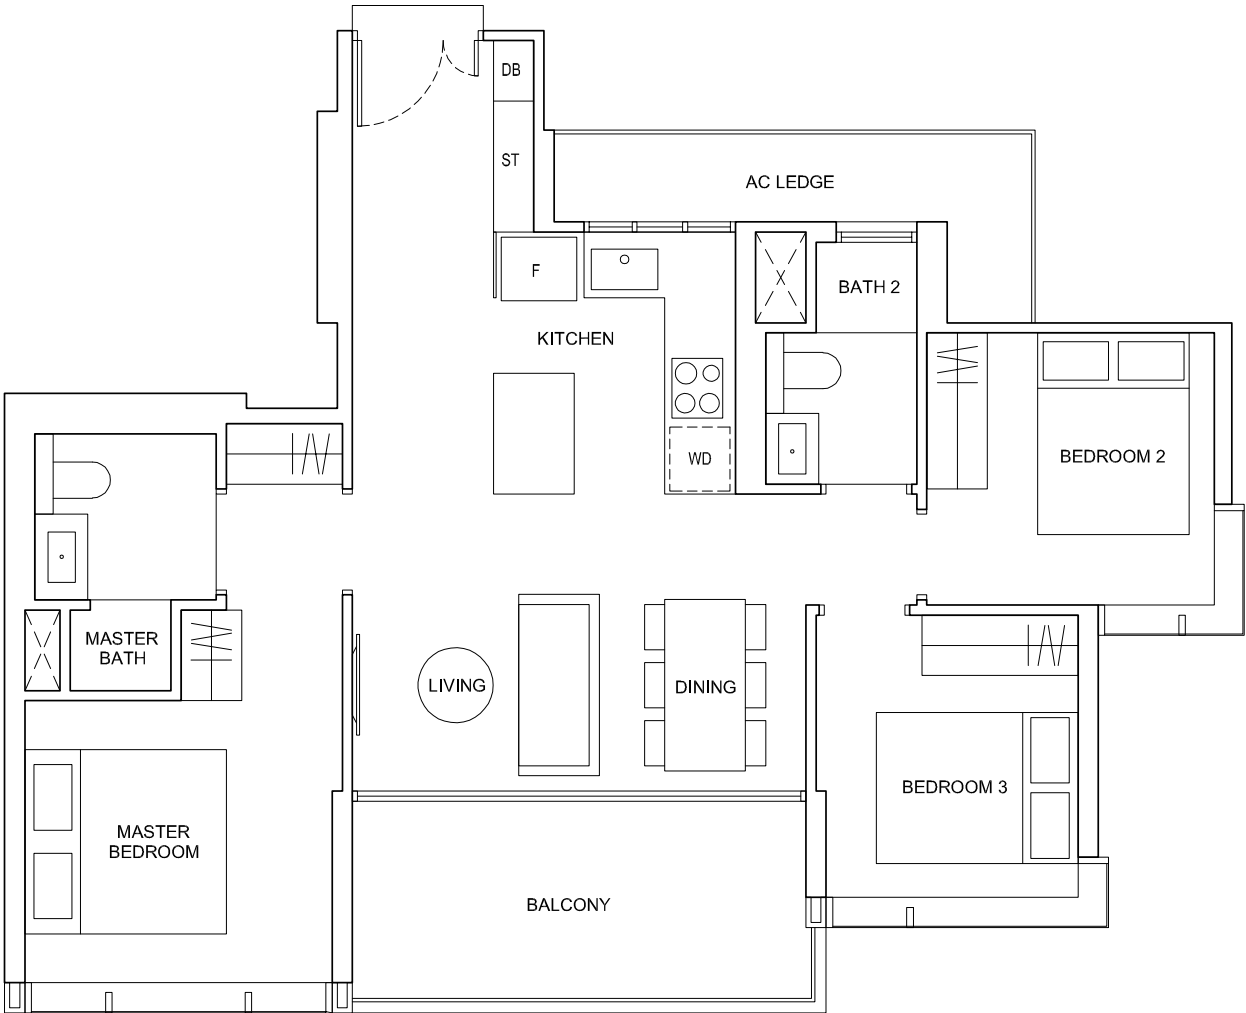 DB
ST
AC LEDGE
F
BATH 2
KITCHEN
WD
BEDROOM 2
MASTER
BATH
LIVING
DINING
BEDROOM 3
MASTER
BEDROOM
BALCONY